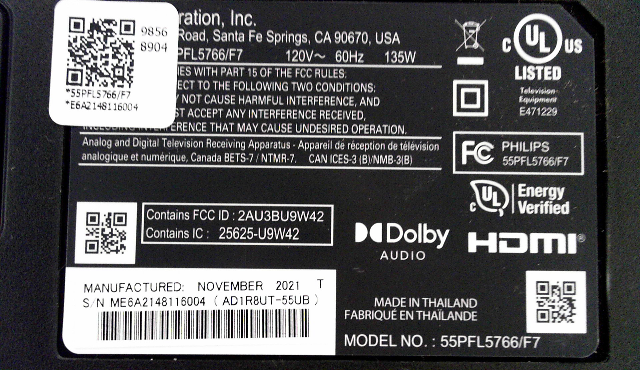 9856
8904
*55PFL5766/F7
*E6A2148116004
ration, Inc.
Road, Santa Fe Springs, CA 90670, USA
PFL5766/F7 120V~ 60Hz 135W
IES WITH PART 15 OF THE FCC RULES.
ECT TO THE FOLLOWING TWO CONDITIONS:
Y NOT CAUSE HARMFUL INTERFERENCE, AND
ST ACCEPT ANY INTERFERENCE RECEIVED,
INCLUDING INTERFERENCE THAT MAY CAUSE UNDESIRED OPERATION.
Analog and Digital Television Receiving Apparatus - Appareil de réception de télévision
analogique et numérique, Canada BETS-7 / NTMR-7. CAN ICES-3 (B)/NMB-3(B)
C UL US
LISTED
Television
Equipment
E471229
FC PHILIPS
55PFL5766/F7
C UL Energy
Verified
Contains FCC ID : 2AU3BU9W42
Contains IC : 25625-U9W42
Dolby
AUDIO
HDMI®
MANUFACTURED: NOVEMBER 2021 T
S/N ME6A2148116004 ( AD1R8UT-55UB )
MADE IN THAILAND
FABRIQUÉ EN THAÏLANDE
MODEL NO. : 55PFL5766/F7